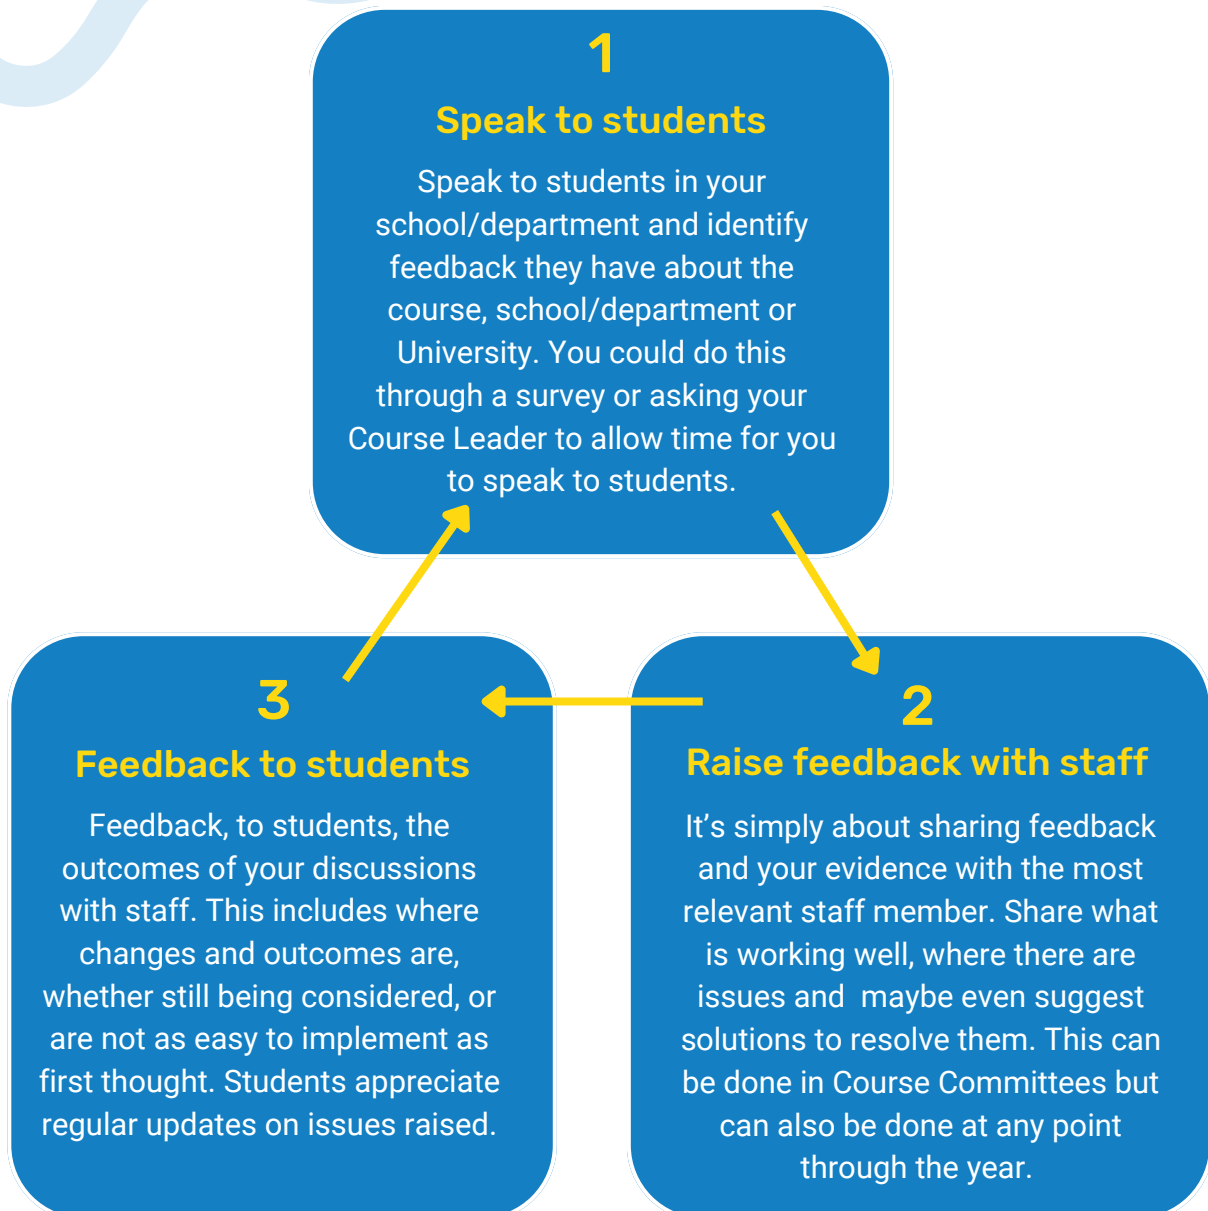 1
Speak to students
Speak to students in your
school/department and identify
feedback they have about the
course, school/department or
University. You could do this
through a survey or asking your
Course Leader to allow time for you
to speak to students.
2
Raise feedback with staff
It’s simply about sharing feedback
and your evidence with the most
relevant staff member. Share what
is working well, where there are
issues and  maybe even suggest
solutions to resolve them. This can
be done in Course Committees but
can also be done at any point
through the year.
3
Feedback to students
Feedback, to students, the
outcomes of your discussions
with staff. This includes where
changes and outcomes are,
whether still being considered, or
are not as easy to implement as
first thought. Students appreciate
regular updates on issues raised.